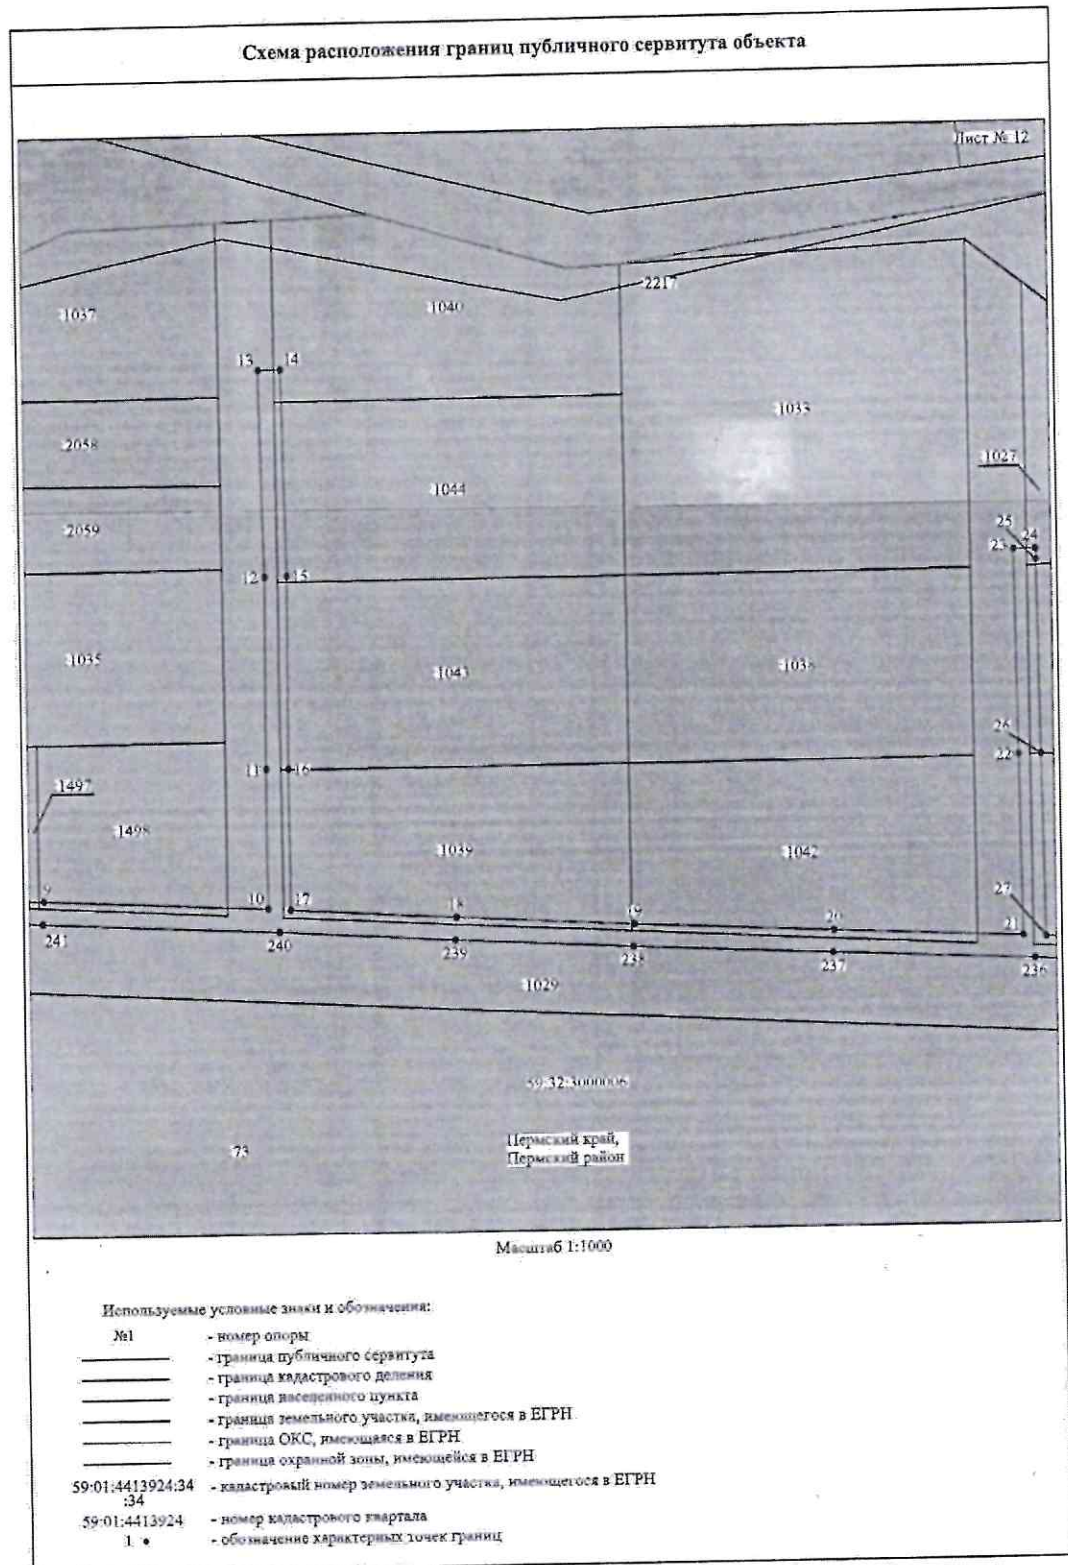 Схема расположения границ публичного сервитута объекта
Лист № 12
2217
1037
1040
13
14
1033
2058
1027
1044
25
24
2059
23
12
15
1035
1043
1038
26
22
11
16
1497
1498
1039
1042
27
9
10
17
18
19
20
21
241
240
239
238
237
236
1029
59:32:3000006
73
Пермский край,
Пермский район
Масштаб 1:1000
Используемые условные знаки и обозначения:
№1 - номер опоры
- граница публичного сервитута
- граница кадастрового деления
- граница населенного пункта
- граница земельного участка, имеющегося в ЕГРН
- граница ОКС, имеющаяся в ЕГРН
- граница охранной зоны, имеющейся в ЕГРН
59:01:4413924:34 - кадастровый номер земельного участка, имеющегося в ЕГРН
:34
59:01:4413924 - номер кадастрового квартала
1 • - обозначение характерных точек границ